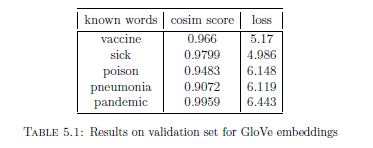 known words cosim score loss
vaccine 0.966 5.17
sick 0.9799 4.986
poison 0.9483 6.148
pneumonia 0.9072 6.119
pandemic 0.9959 6.443
TABLE 5.1: Results on validation set for GloVe embeddings